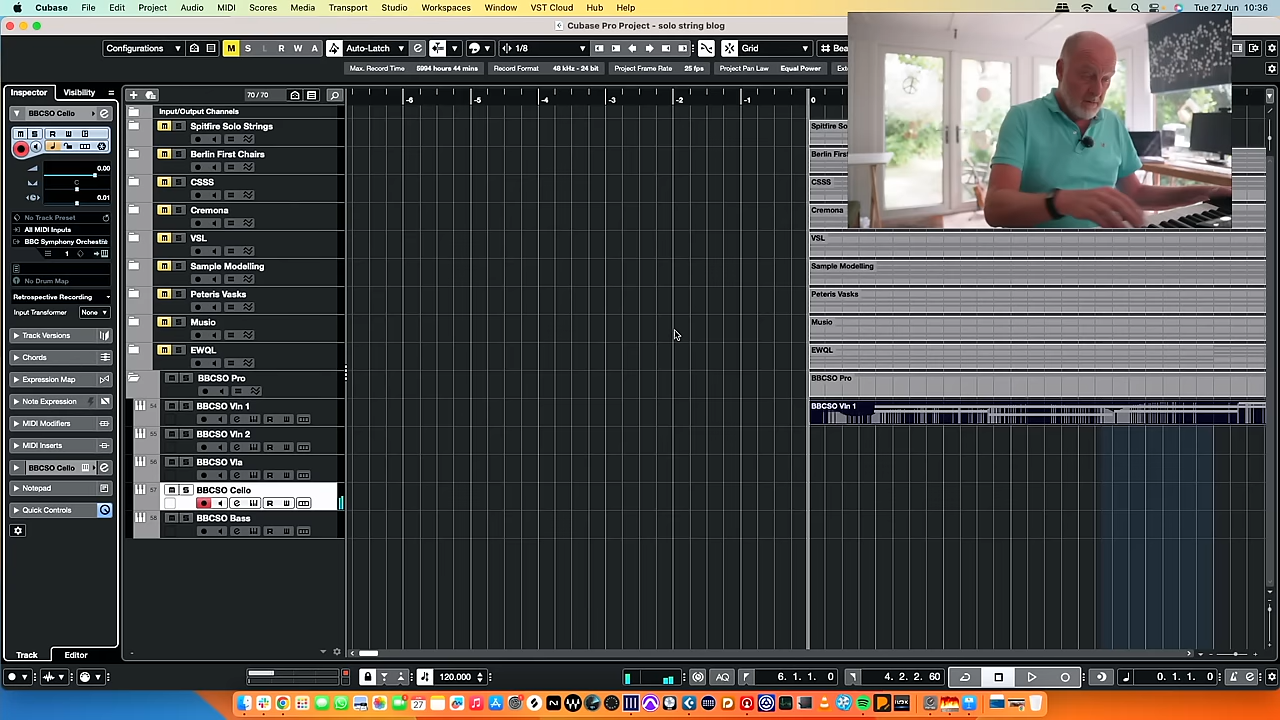 Cubase File Edit Project Audio MIDI Scores Media Transport Studio Workspaces Window VST Cloud Hub Help Tue 27 Jun 10:36
Cubase Pro Project - solo string blog
Configurations M S L R W A Auto-Latch 1/8 Grid
Max. Record Time 5994 hours 44 mins Record Format 48 kHz - 24 bit Project Frame Rate 25 fps Project Pan Law Equal Power
Inspector Visibility 70 / 70 -6 -5 -4 -3 -2 -1 0
BBCSO Cello
Input/Output Channels
Spitfire Solo Strings
Berlin First Chairs
CSSS
Cremona
VSL
Sample Modelling
Peteris Vasks
Musio
EWQL
BBCSO Pro
BBCSO Vln 1
BBCSO Vln 2
BBCSO Vla
BBCSO Cello
BBCSO Bass
0.00
C
0.01
No Track Preset
All MIDI Inputs
BBC Symphony Orchestra
1
No Drum Map
Retrospective Recording
Input Transformer None
Track Versions
Chords
Expression Map
Note Expression
MIDI Modifiers
MIDI Inserts
BBCSO Cello
Notepad
Quick Controls
Spitfire So
Berlin First
CSSS
Cremona
VSL
Sample Modelling
Peteris Vasks
Musio
EWQL
BBCSO Pro
BBCSO Vln 1
Track Editor
120.000 AQ 6. 1. 1. 0 4. 2. 2. 60 0. 1. 1. 0